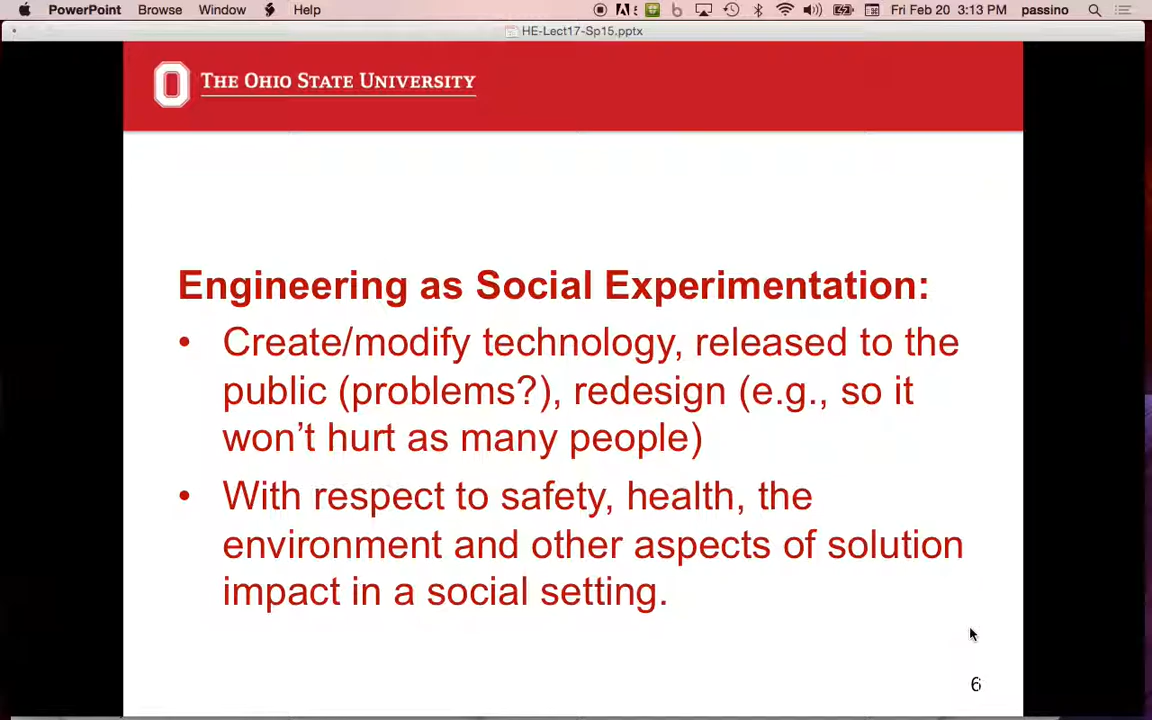 PowerPoint Browse Window Help Fri Feb 20 3:13 PM passino
HE-Lect17-Sp15.pptx
THE OHIO STATE UNIVERSITY
Engineering as Social Experimentation:
• Create/modify technology, released to the
public (problems?), redesign (e.g., so it
won't hurt as many people)
• With respect to safety, health, the
environment and other aspects of solution
impact in a social setting.
6